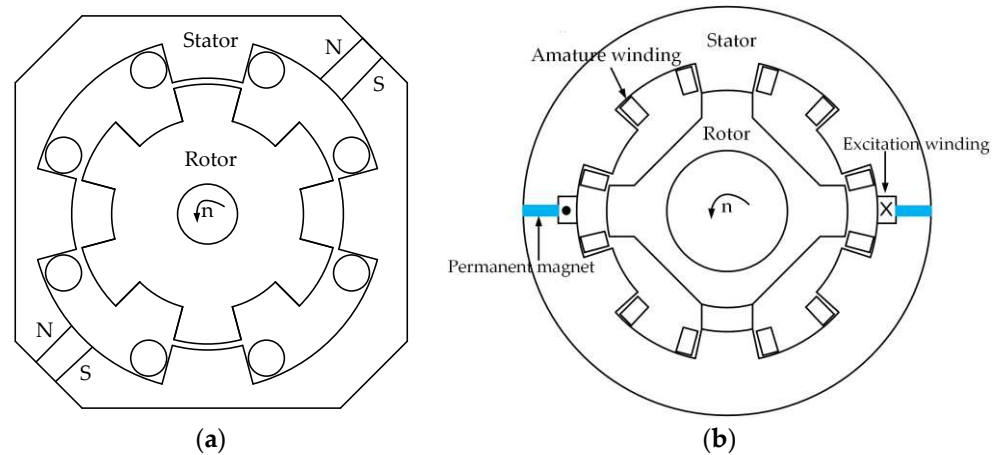 Stator
N
S
Rotor
n
N
S
(a)
Stator
Amature winding
Rotor
Excitation winding
n
X
Permanent magnet
(b)